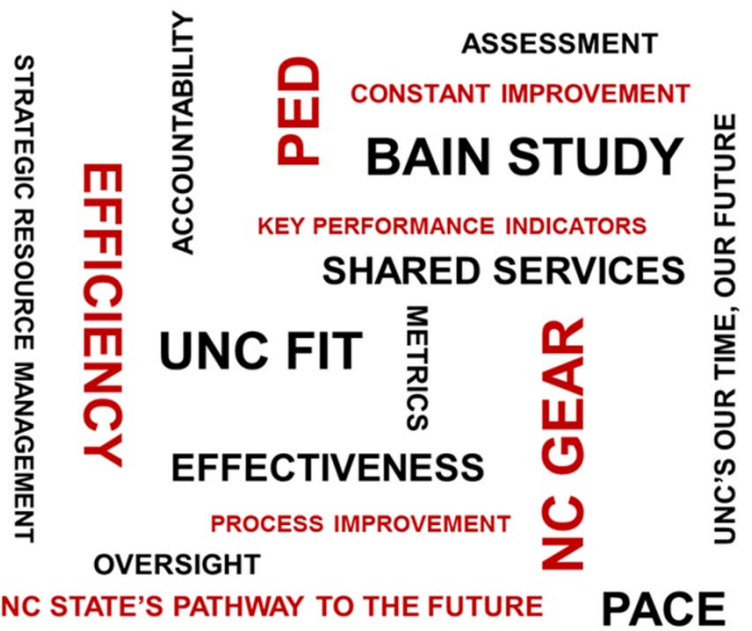 ASSESSMENT
ACCOUNTABILITY
STRATEGIC RESOURCE MANAGEMENT
PED
CONSTANT IMPROVEMENT
BAIN STUDY
UNC'S OUR TIME, OUR FUTURE
EFFICIENCY
KEY PERFORMANCE INDICATORS
SHARED SERVICES
METRICS
NC GEAR
UNC FIT
EFFECTIVENESS
PROCESS IMPROVEMENT
OVERSIGHT
NC STATE'S PATHWAY TO THE FUTURE
PACE